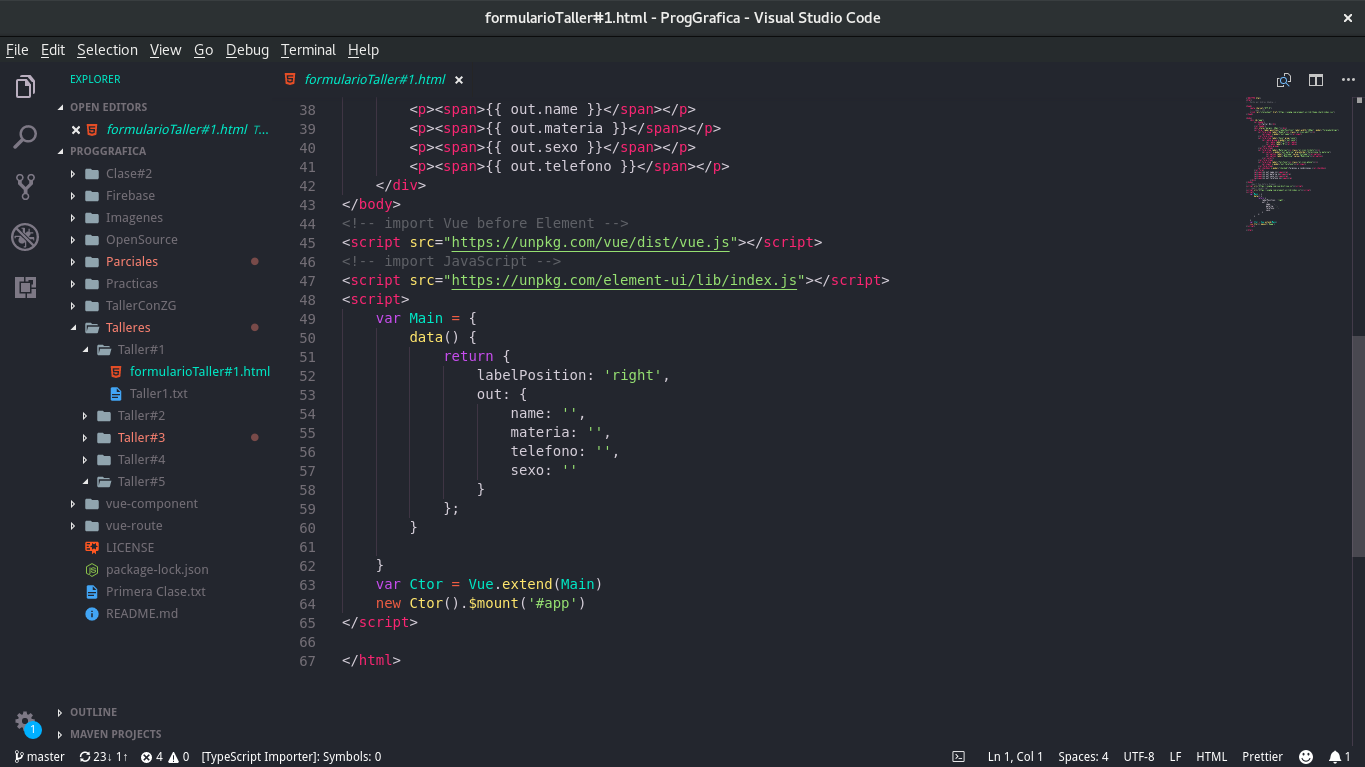 formularioTaller#1.html - ProgGrafica - Visual Studio Code
File Edit Selection View Go Debug Terminal Help
EXPLORER
OPEN EDITORS
formularioTaller#1.html T...
PROGGRAFICA
Clase#2
Firebase
Imagenes
OpenSource
Parciales
Practicas
TallerConZG
Talleres
Taller#1
formularioTaller#1.html
Taller1.txt
Taller#2
Taller#3
Taller#4
Taller#5
vue-component
vue-route
LICENSE
package-lock.json
Primera Clase.txt
README.md
OUTLINE
MAVEN PROJECTS
formularioTaller#1.html
38 <p><span>{{ out.name }}</span></p>
39 <p><span>{{ out.materia }}</span></p>
40 <p><span>{{ out.sexo }}</span></p>
41 <p><span>{{ out.telefono }}</span></p>
42 </div>
43 </body>
44 <!-- import Vue before Element -->
45 <script src="https://unpkg.com/vue/dist/vue.js"></script>
46 <!-- import JavaScript -->
47 <script src="https://unpkg.com/element-ui/lib/index.js"></script>
48 <script>
49 var Main = {
50 data() {
51 return {
52 labelPosition: 'right',
53 out: {
54 name: '',
55 materia: '',
56 telefono: '',
57 sexo: ''
58 }
59 };
60 }
61
62 }
63 var Ctor = Vue.extend(Main)
64 new Ctor().$mount('#app')
65 </script>
66
67 </html>
1
master 23↓ 1↑ 4 0 [TypeScript Importer]: Symbols: 0 Ln 1, Col 1 Spaces: 4 UTF-8 LF HTML Prettier 1